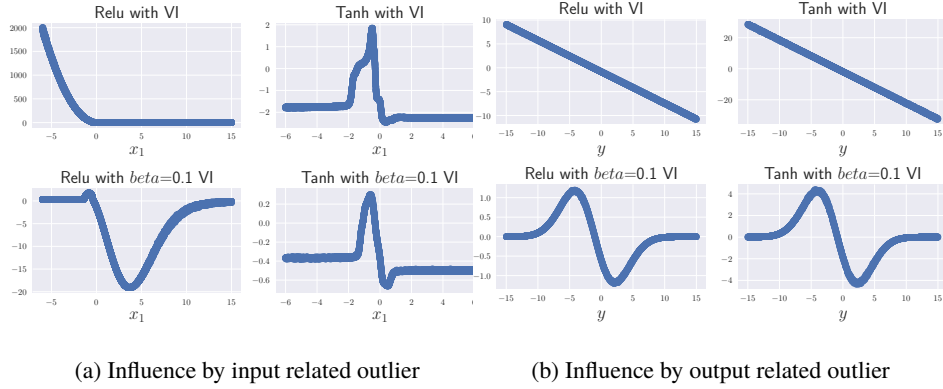 Relu with VI
2000
1500
1000
500
0
−5 0 5 10 15
x₁
Tanh with VI
2
1
0
−1
−2
−6 −4 −2 0 2 4 6
x₁
Relu with beta=0.1 VI
0
−5
−10
−15
−20
−5 0 5 10 15
x₁
Tanh with beta=0.1 VI
0.2
0.0
−0.2
−0.4
−0.6
−6 −4 −2 0 2 4 6
x₁
(a) Influence by input related outlier
Relu with VI
10
5
0
−5
−10
−15 −10 −5 0 5 10 15
y
Tanh with VI
20
0
−20
−15 −10 −5 0 5 10 15
y
Relu with beta=0.1 VI
1.0
0.5
0.0
−0.5
−1.0
−15 −10 −5 0 5 10 15
y
Tanh with beta=0.1 VI
4
2
0
−2
−4
−15 −10 −5 0 5 10 15
y
(b) Influence by output related outlier